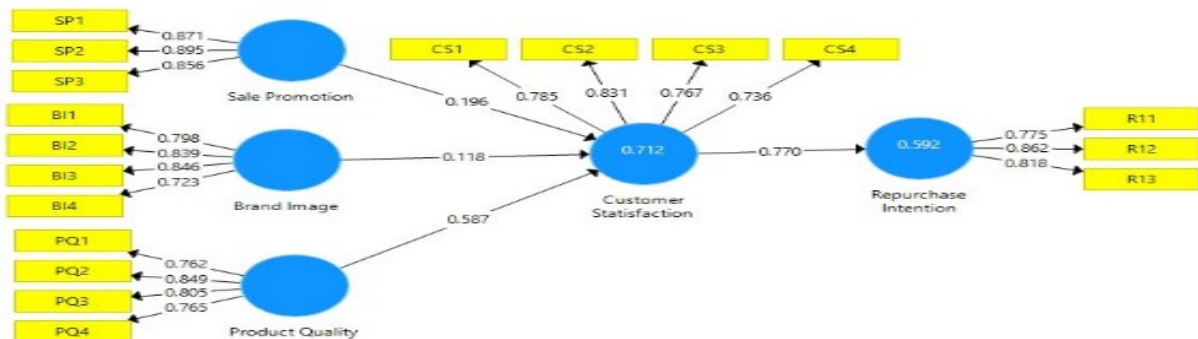 SP1
0.871
SP2
0.895
SP3
0.856
Sale Promotion
0.196
BI1
0.798
BI2
0.839
BI3
0.846
BI4
0.723
Brand Image
0.118
PQ1
0.762
PQ2
0.849
PQ3
0.805
PQ4
0.765
Product Quality
0.587
CS1
CS2
CS3
CS4
0.785
0.831
0.767
0.736
0.712
Customer
Statisfaction
0.770
0.592
Repurchase
Intention
0.775
R11
0.862
R12
0.818
R13